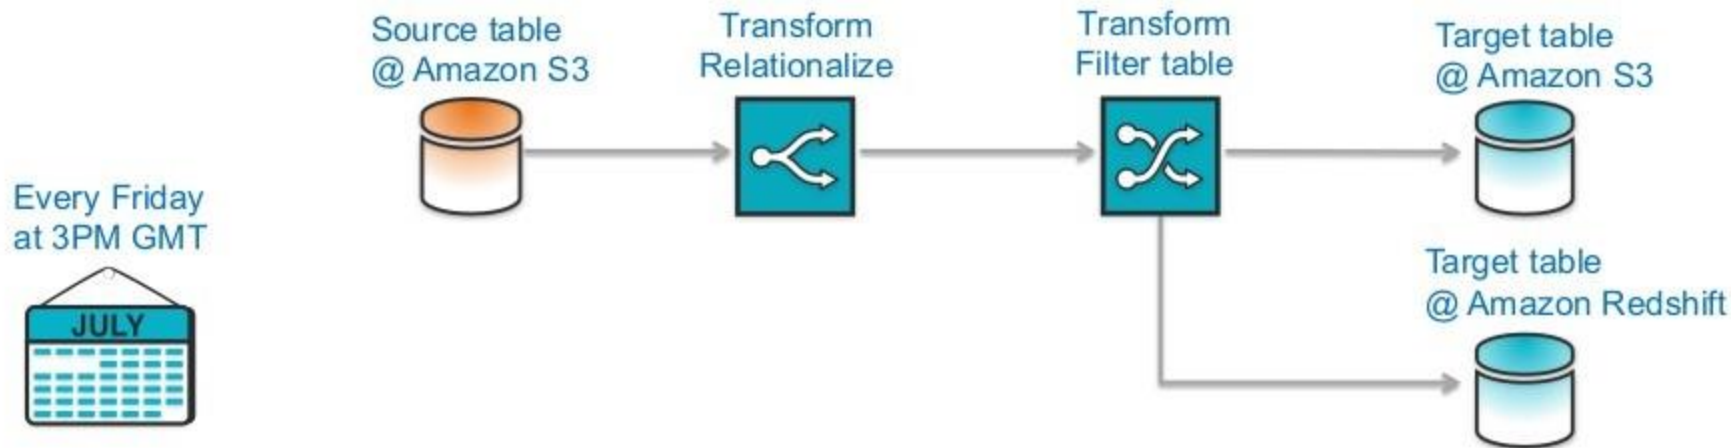 Source table
@ Amazon S3
Transform
Relationalize
Transform
Filter table
Target table
@ Amazon S3
Every Friday
at 3PM GMT
JULY
Target table
@ Amazon Redshift